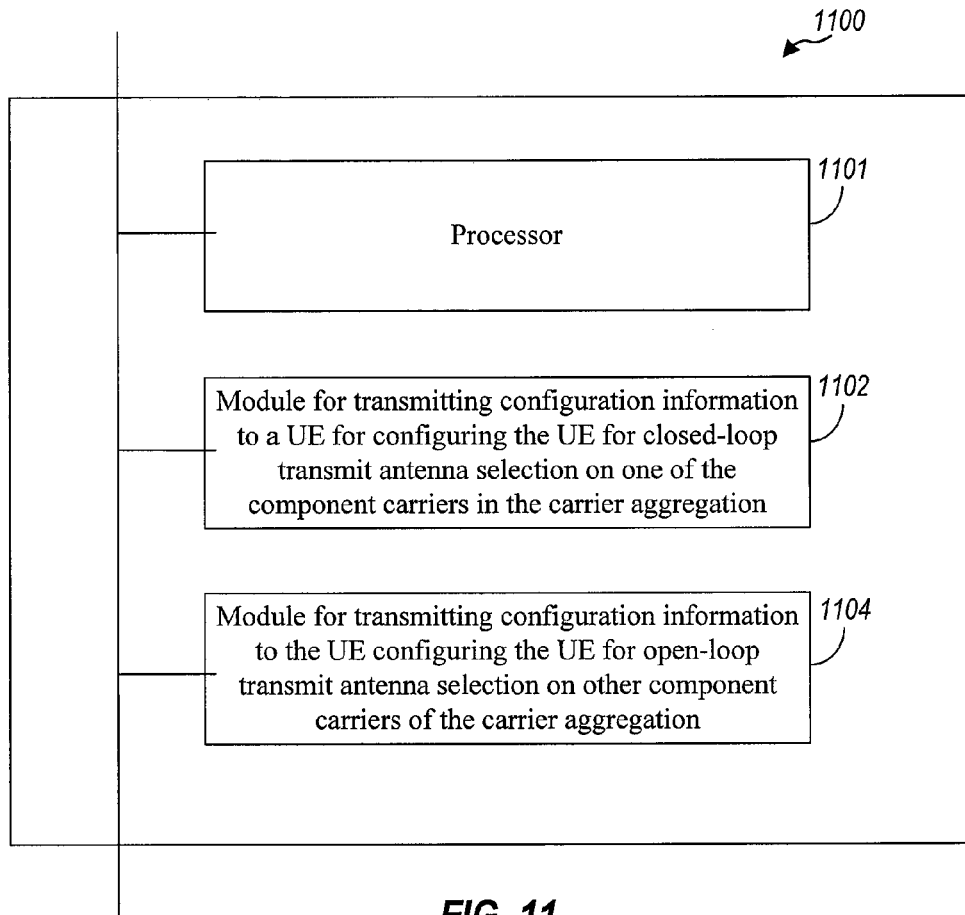 1100
1101
Processor
1102
Module for transmitting configuration information
to a UE for configuring the UE for closed-loop
transmit antenna selection on one of the
component carriers in the carrier aggregation
1104
Module for transmitting configuration information
to the UE configuring the UE for open-loop
transmit antenna selection on other component
carriers of the carrier aggregation
FIG. 11